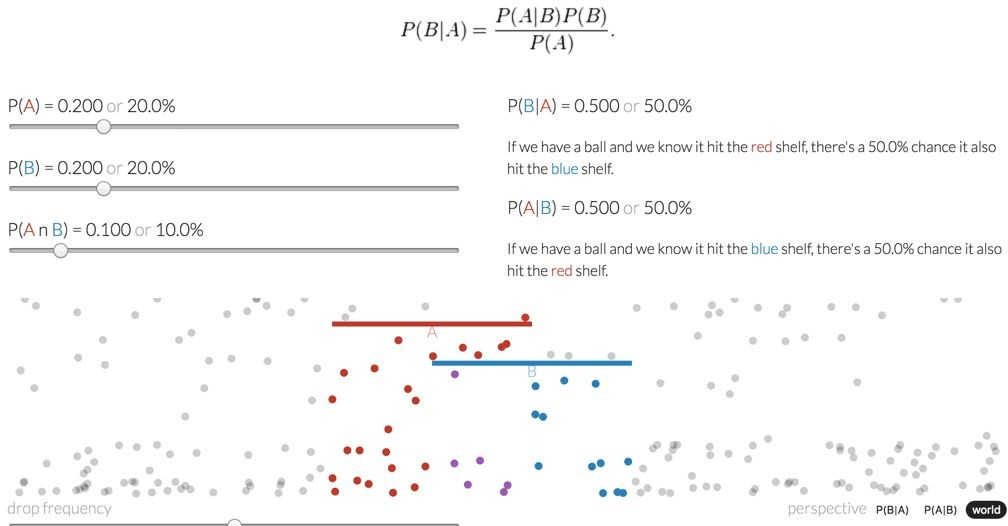 P(B|A) = P(A|B)P(B) / P(A) .
P(A) = 0.200 or 20.0%
P(B) = 0.200 or 20.0%
P(A n B) = 0.100 or 10.0%
P(B|A) = 0.500 or 50.0%
If we have a ball and we know it hit the red shelf, there's a 50.0% chance it also
hit the blue shelf.
P(A|B) = 0.500 or 50.0%
If we have a ball and we know it hit the blue shelf, there's a 50.0% chance it also
hit the red shelf.
A
B
drop frequency
perspective P(B|A) P(A|B) world